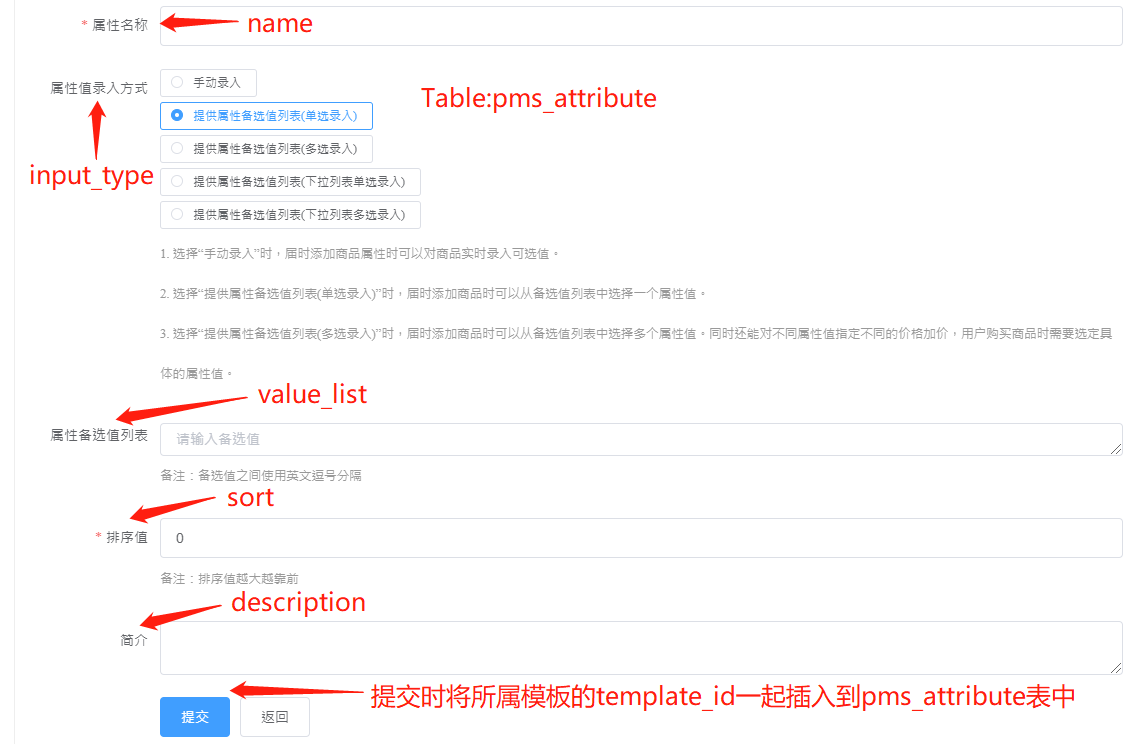 * 属性名称
name
属性值录入方式
手动录入
Table:pms_attribute
提供属性备选值列表(单选录入)
提供属性备选值列表(多选录入)
input_type
提供属性备选值列表(下拉列表单选录入)
提供属性备选值列表(下拉列表多选录入)
1. 选择“手动录入”时，届时添加商品属性时可以对商品实时录入可选值。
2. 选择“提供属性备选值列表(单选录入)”时，届时添加商品时可以从备选值列表中选择一个属性值。
3. 选择“提供属性备选值列表(多选录入)”时，届时添加商品时可以从备选值列表中选择多个属性值。同时还能对不同属性值指定不同的价格加价，用户购买商品时需要选定具
体的属性值。
value_list
属性备选值列表
请输入备选值
备注：备选值之间使用英文逗号分隔
sort
* 排序值
0
备注：排序值越大越靠前
description
简介
提交时将所属模板的template_id一起插入到pms_attribute表中
提交
返回